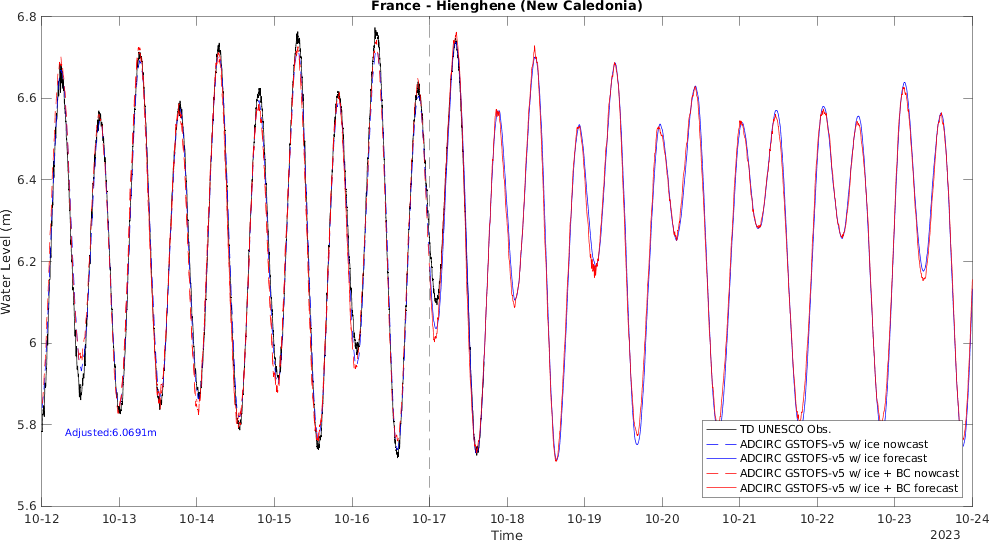 France - Hienghene (New Caledonia)
6.8
6.6
6.4
6.2
6
5.8
5.6
Water Level (m)
Adjusted:6.0691m
TD UNESCO Obs.
ADCIRC GSTOFS-v5 w/ ice nowcast
ADCIRC GSTOFS-v5 w/ ice forecast
ADCIRC GSTOFS-v5 w/ ice + BC nowcast
ADCIRC GSTOFS-v5 w/ ice + BC forecast
10-12 10-13 10-14 10-15 10-16 10-17 10-18 10-19 10-20 10-21 10-22 10-23 10-24
Time
2023